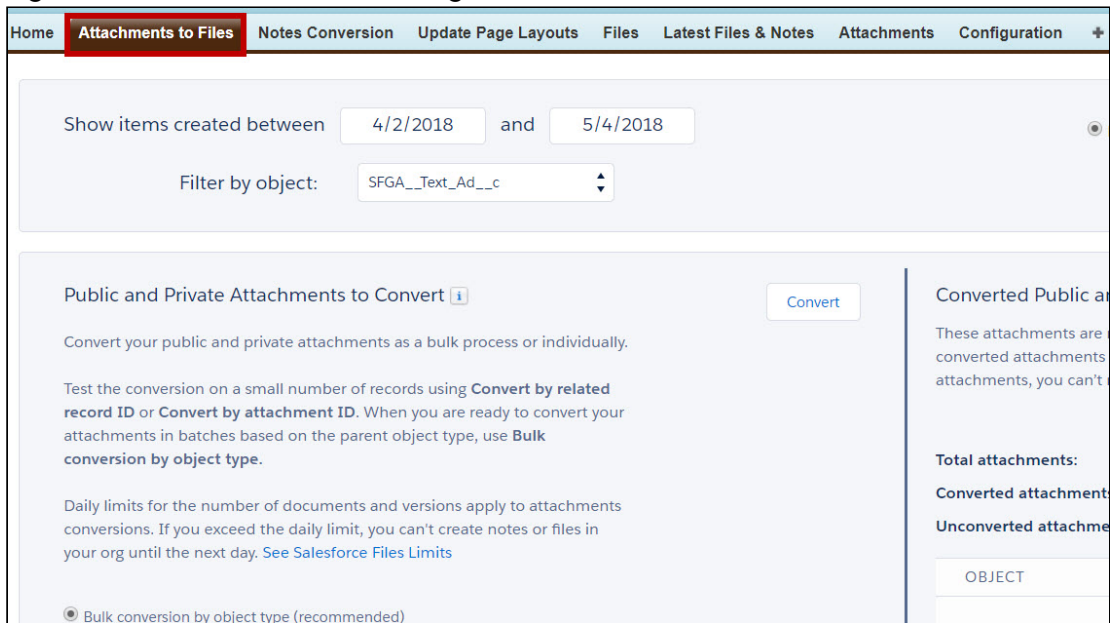 Home Attachments to Files Notes Conversion Update Page Layouts Files Latest Files & Notes Attachments Configuration +
Show items created between 4/2/2018 and 5/4/2018
Filter by object: SFGA__Text_Ad__c
Public and Private Attachments to Convert
Convert
Convert your public and private attachments as a bulk process or individually.
Test the conversion on a small number of records using Convert by related
record ID or Convert by attachment ID. When you are ready to convert your
attachments in batches based on the parent object type, use Bulk
conversion by object type.
Daily limits for the number of documents and versions apply to attachments
conversions. If you exceed the daily limit, you can't create notes or files in
your org until the next day. See Salesforce Files Limits
Bulk conversion by object type (recommended)
Converted Public
These attachments are
converted attachments
attachments, you can't
Total attachments:
Converted attachment
Unconverted attachme
OBJECT